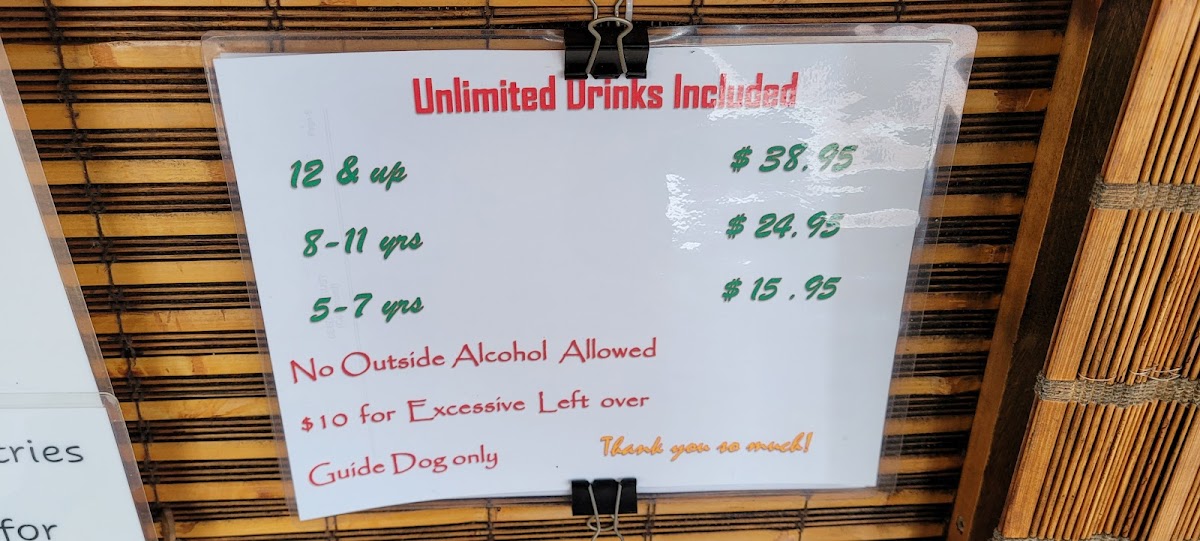 Unlimited Drinks Included
12 & up $ 38.95
8-11 yrs $ 24.95
5-7 yrs $ 15 . 95
No Outside Alcohol Allowed
$10 for Excessive Left over
Guide Dog only Thank you so much!
for